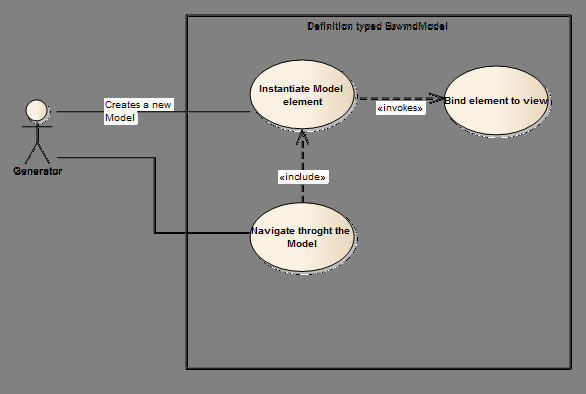 Definition typed BswmdModel
Instantiate Model
element
Bind element to view
Creates a new
Model
«invokes»
Generator
«include»
Navigate throght the
Model